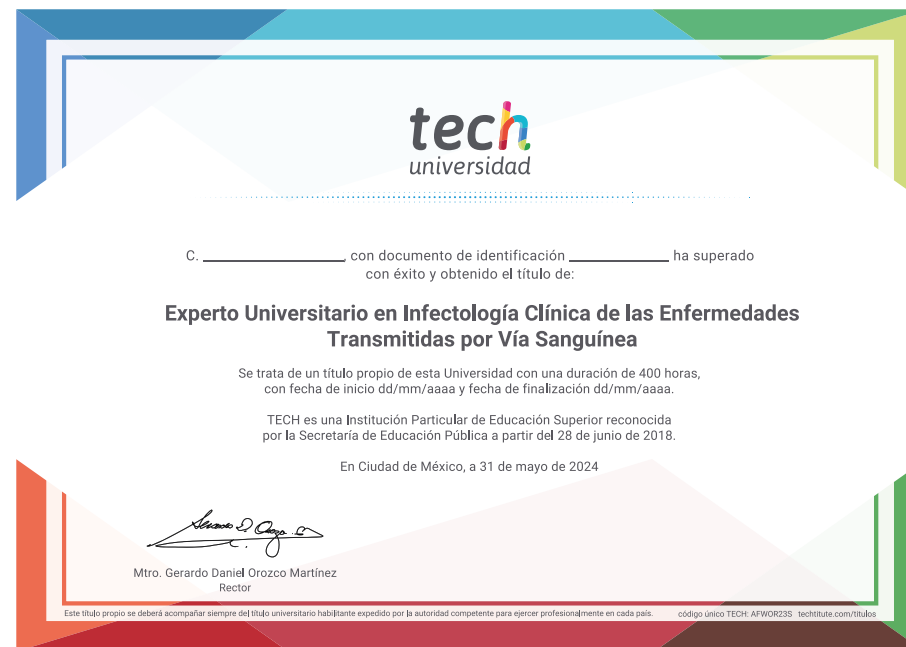 tech
universidad
C. ____________, con documento de identificación ____________ ha superado
con éxito y obtenido el título de:
Experto Universitario en Infectología Clínica de las Enfermedades
Transmitidas por Vía Sanguínea
Se trata de un título propio de esta Universidad con una duración de 400 horas,
con fecha de inicio dd/mm/aaaa y fecha de finalización dd/mm/aaaa.
TECH es una Institución Particular de Educación Superior reconocida
por la Secretaría de Educación Pública a partir del 28 de junio de 2018.
En Ciudad de México, a 31 de mayo de 2024
Mtro. Gerardo Daniel Orozco Martínez
Rector
Este título propio se deberá acompañar siempre del título universitario habilitante expedido por la autoridad competente para ejercer profesionalmente en cada país. código único TECH: AFWOR23S techtitute.com/titulos